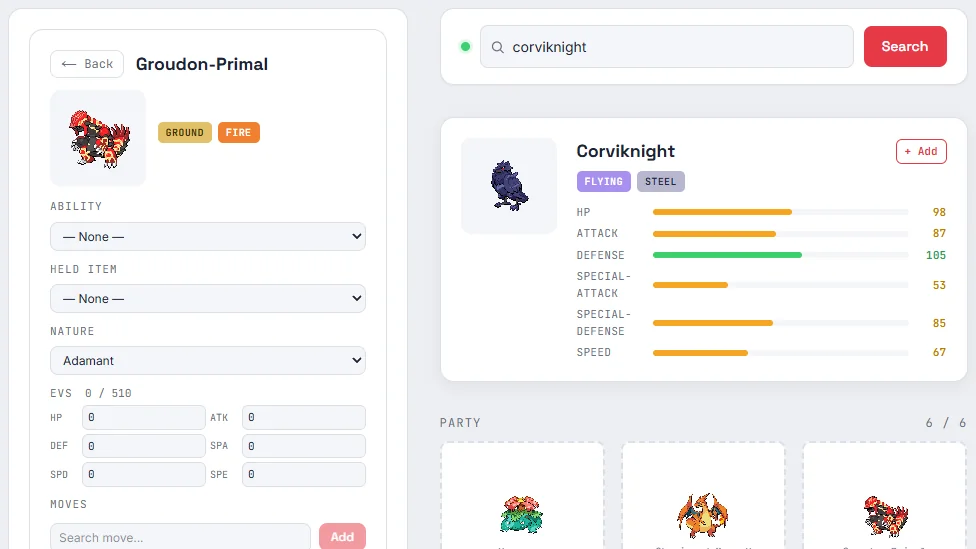 ← Back
Groudon-Primal
GROUND
FIRE
ABILITY
— None —
HELD ITEM
— None —
NATURE
Adamant
EVS 0 / 510
HP 0 ATK 0
DEF 0 SPA 0
SPD 0 SPE 0
MOVES
Search move...
Add
corviknight
Search
Corviknight
+ Add
FLYING
STEEL
HP 98
ATTACK 87
DEFENSE 105
SPECIAL-
ATTACK 53
SPECIAL-
DEFENSE 85
SPEED 67
PARTY 6 / 6